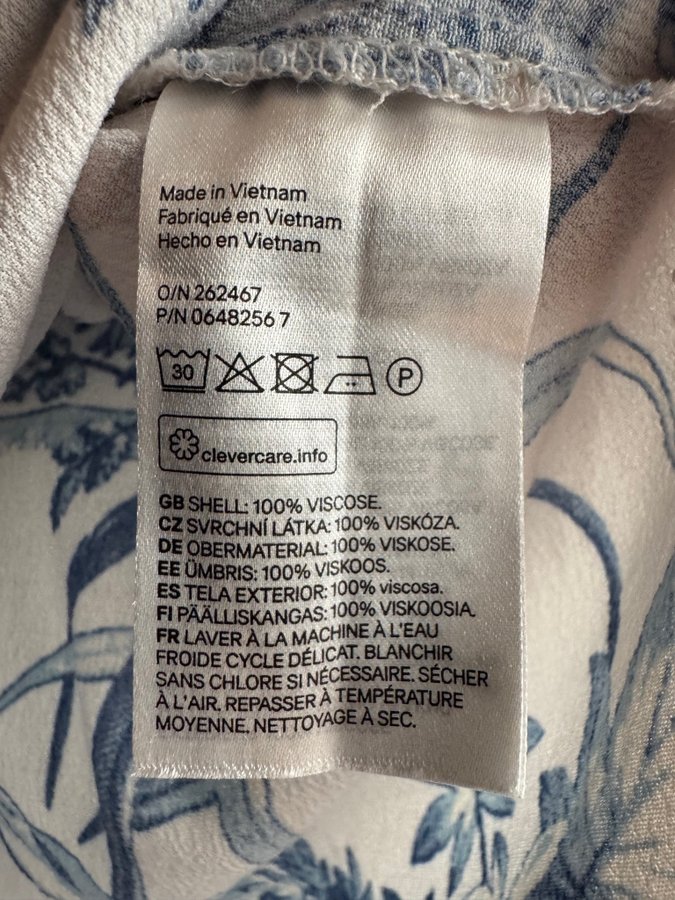 Made in Vietnam
Fabriqué en Vietnam
Hecho en Vietnam
O/N 262467
P/N 0648256 7
30
P
clevercare.info
GB SHELL: 100% VISCOSE.
CZ SVRCHNÍ LÁTKA: 100% VISKÓZA.
DE OBERMATERIAL: 100% VISKOSE.
EE ÜMBRIS: 100% VISKOOS.
ES TELA EXTERIOR: 100% viscosa.
FI PÄÄLLISKANGAS: 100% VISKOOSIA.
FR LAVER À LA MACHINE À L'EAU
FROIDE CYCLE DÉLICAT. BLANCHIR
SANS CHLORE SI NÉCESSAIRE. SÉCHER
À L'AIR. REPASSER À TEMPÉRATURE
MOYENNE. NETTOYAGE À SEC.